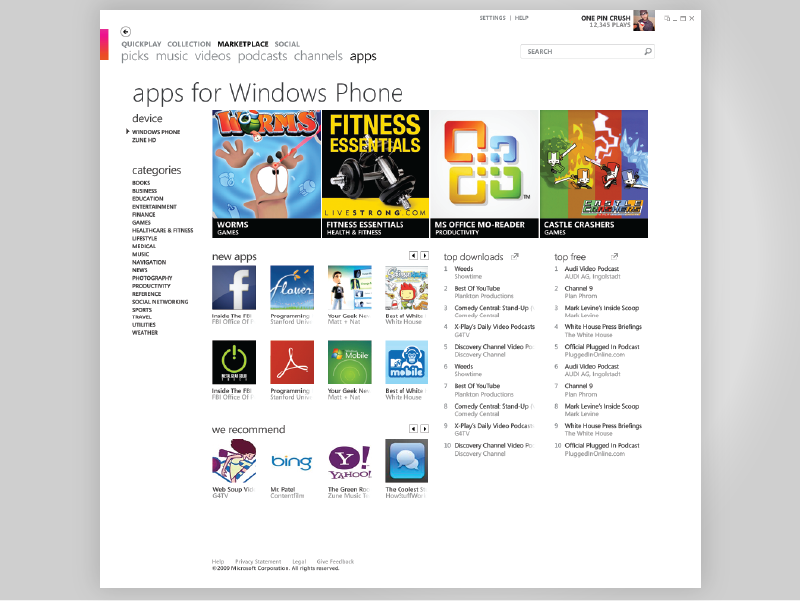 SETTINGS | HELP
ONE PIN CRUSH
12,345 PLAYS
QUICKPLAY COLLECTION MARKETPLACE SOCIAL
picks music videos podcasts channels apps
SEARCH
apps for Windows Phone
device
WINDOWS PHONE
ZUNE HD
categories
BOOKS
BUSINESS
EDUCATION
ENTERTAINMENT
FINANCE
GAMES
HEALTHCARE & FITNESS
LIFESTYLE
MEDICAL
MUSIC
NAVIGATION
NEWS
PHOTOGRAPHY
PRODUCTIVITY
REFERENCE
SOCIAL NETWORKING
SPORTS
TRAVEL
UTILITIES
WEATHER
WORMS
WORMS
GAMES
FITNESS
ESSENTIALS
LIVESTRONG.COM
FITNESS ESSENTIALS
HEALTH & FITNESS
TM
MS OFFICE MO-READER
PRODUCTIVITY
CASTLE CRASHERS
GAMES
new apps
f
Inside The FBI
FBI Office Of F
Programming
Stanford Univ
Your Geek Ne
Matt + Nat
Best of White
White House
Inside The FBI
FBI Office Of F
Programming
Stanford Univ
Mobile
Your Geek Ne
Matt + Nat
MTV
mobile
Best of White
White House
we recommend
Web Soup Vid
G4TV
bing
Mr. Patel
Contentfilm
Y!
YAHOO!
The Green Roo
Zune Music T
The Coolest St
HowStuffWor
top downloads
1 Weeds
Showtime
2 Best Of YouTube
Plankton Productions
3 Comedy Central: Stand-Up
Comedy Central
4 X-Play's Daily Video Podcasts
G4TV
5 Discovery Channel Video Po
Discovery Channel
6 Weeds
Showtime
7 Best Of YouTube
Plankton Productions
8 Comedy Central: Stand-Up
Comedy Central
9 X-Play's Daily Video Podcast
G4TV
10 Discovery Channel Video Po
Discovery Channel
top free
1 Audi Video Podcast
AUDI AG, Ingolstadt
2 Channel 9
Plan Phrom
3 Mark Levine's Inside Scoop
Mark Levine
4 White House Press Briefings
The White House
5 Official Plugged In Podcast
PluggedInOnline.com
6 Audi Video Podcast
AUDI AG, Ingolstadt
7 Channel 9
Plan Phrom
8 Mark Levine's Inside Scoop
Mark Levine
9 White House Press Briefings
The White House
10 Official Plugged In Podcast
PluggedInOnline.com
Help Privacy Statement Legal Give Feedback
©2009 Microsoft Corporation. All rights reserved.